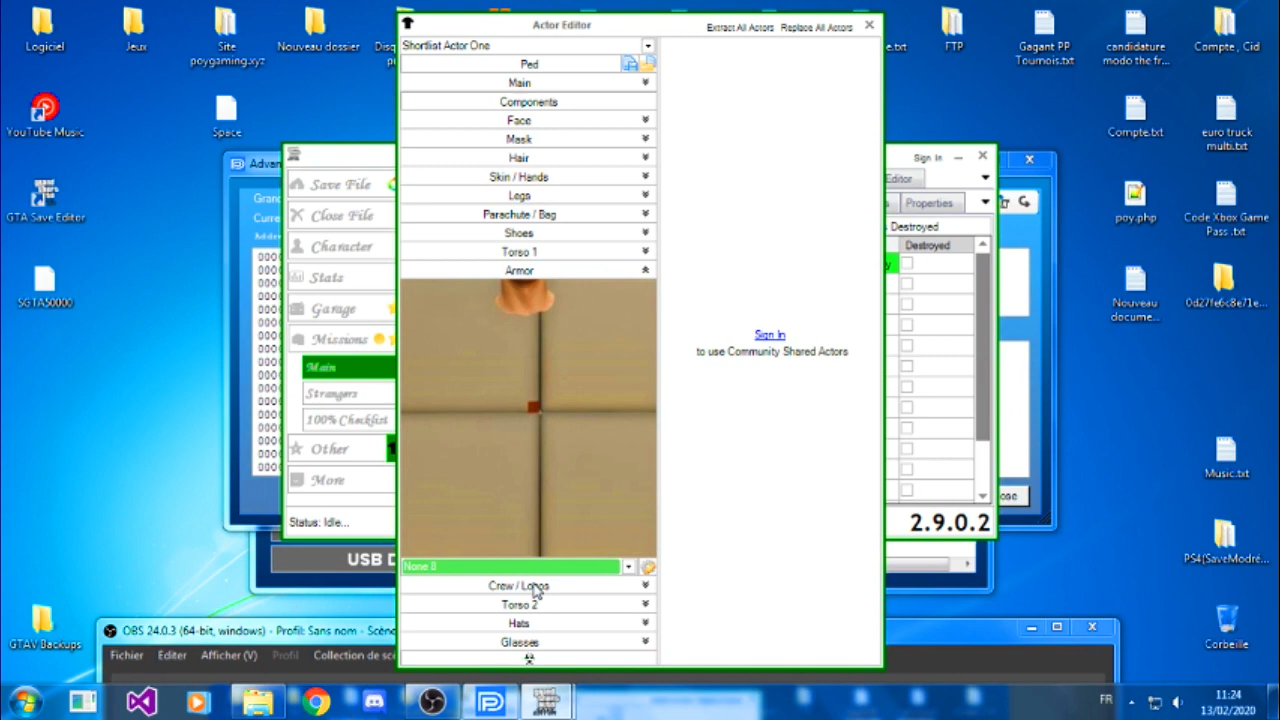 Logiciel
Jeux
Site
poygaming.xyz
Nouveau dossier
e.txt
FTP
Gagant PP
Tournois.txt
candidature
modo the fr...
Compte , Cid
YouTube Music
Space
Compte.txt
euro truck
multi.txt
GTA Save Editor
poy.php
Code Xbox Game
Pass .txt
SGTA50000
Nouveau
docume...
0d27fe6c8e71e...
Music.txt
PS4(SaveModré...
GTAV Backups
Corbeille
Actor Editor
Extract All Actors
Replace All Actors
Shortlist Actor One
Ped
Main
Components
Face
Mask
Hair
Skin / Hands
Legs
Parachute / Bag
Shoes
Torso 1
Armor
None 8
Crew / Logos
Torso 2
Hats
Glasses
Sign In
to use Community Shared Actors
Advan
Save File
Close File
Character
Stats
Garage
Missions
Main
Strangers
100% Checklist
Other
More
Status: Idle...
Sign In
Editor
Properties
Destroyed
Destroyed
2.9.0.2
ose
USB D
OBS 24.0.3 (64-bit, windows) - Profil: Sans nom - Scène
Fichier
Editer
Afficher (V)
Profil
Collection de scè
FR
11:24
13/02/2020